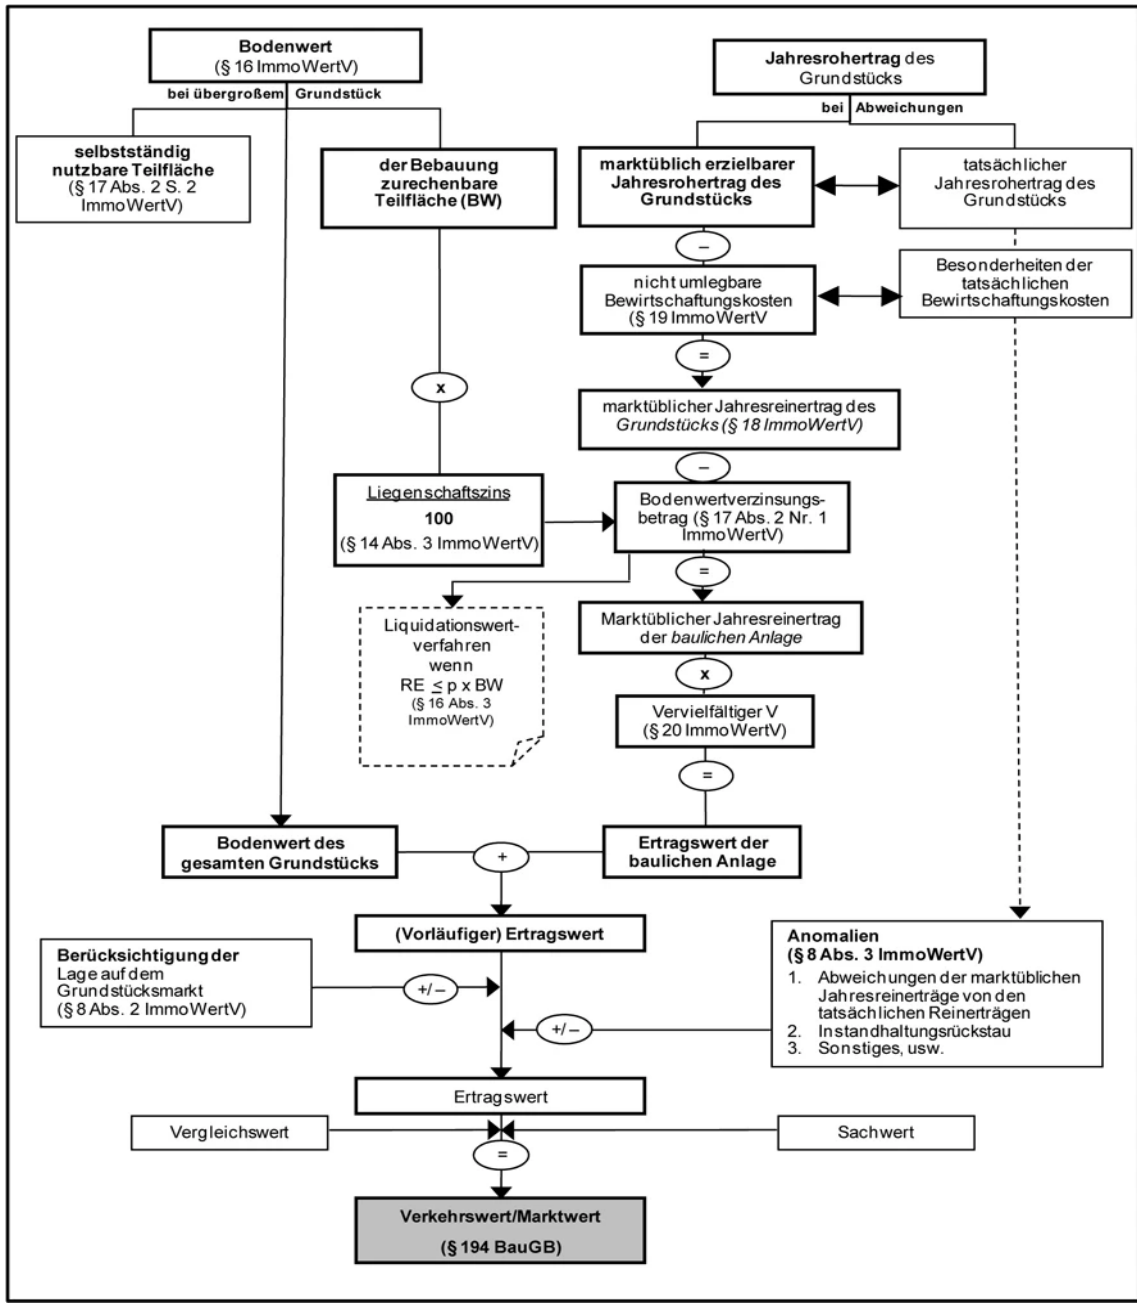 Bodenwert
(§ 16 ImmoWertV)
bei übergroßem Grundstück
selbstständig
nutzbare Teilfläche
(§ 17 Abs. 2 S. 2
ImmoWertV)
der Bebauung
zurechenbare
Teilfläche (BW)
Jahresrohertrag des
Grundstücks
bei Abweichungen
marktüblich erzielbarer
Jahresrohertrag des
Grundstücks
tatsächlicher
Jahresrohertrag des
Grundstücks
–
nicht umlegbare
Bewirtschaftungskosten
(§ 19 ImmoWertV
Besonderheiten der
tatsächlichen
Bewirtschaftungskosten
=
x
marktüblicher Jahresreinertrag des
Grundstücks (§ 18 ImmoWertV)
–
Liegenschaftszins
100
(§ 14 Abs. 3 ImmoWertV)
Bodenwertverzinsungs-
betrag (§ 17 Abs. 2 Nr. 1
ImmoWertV)
=
Liquidationswert-
verfahren
wenn
RE ≤ p x BW
(§ 16 Abs. 3
ImmoWertV)
Marktüblicher Jahresreinertrag
der baulichen Anlage
x
Vervielfältiger V
(§ 20 ImmoWertV)
=
Bodenwert des
gesamten Grundstücks
+
Ertragswert der
baulichen Anlage
(Vorläufiger) Ertragswert
Berücksichtigung der
Lage auf dem
Grundstücksmarkt
(§ 8 Abs. 2 ImmoWertV)
+/–
Anomalien
(§ 8 Abs. 3 ImmoWertV)
1. Abweichungen der marktüblichen
Jahresreinerträge von den
tatsächlichen Reinerträgen
2. Instandhaltungsrückstau
3. Sonstiges, usw.
+/–
Ertragswert
Vergleichswert
Sachwert
=
Verkehrswert/Marktwert
(§ 194 BauGB)